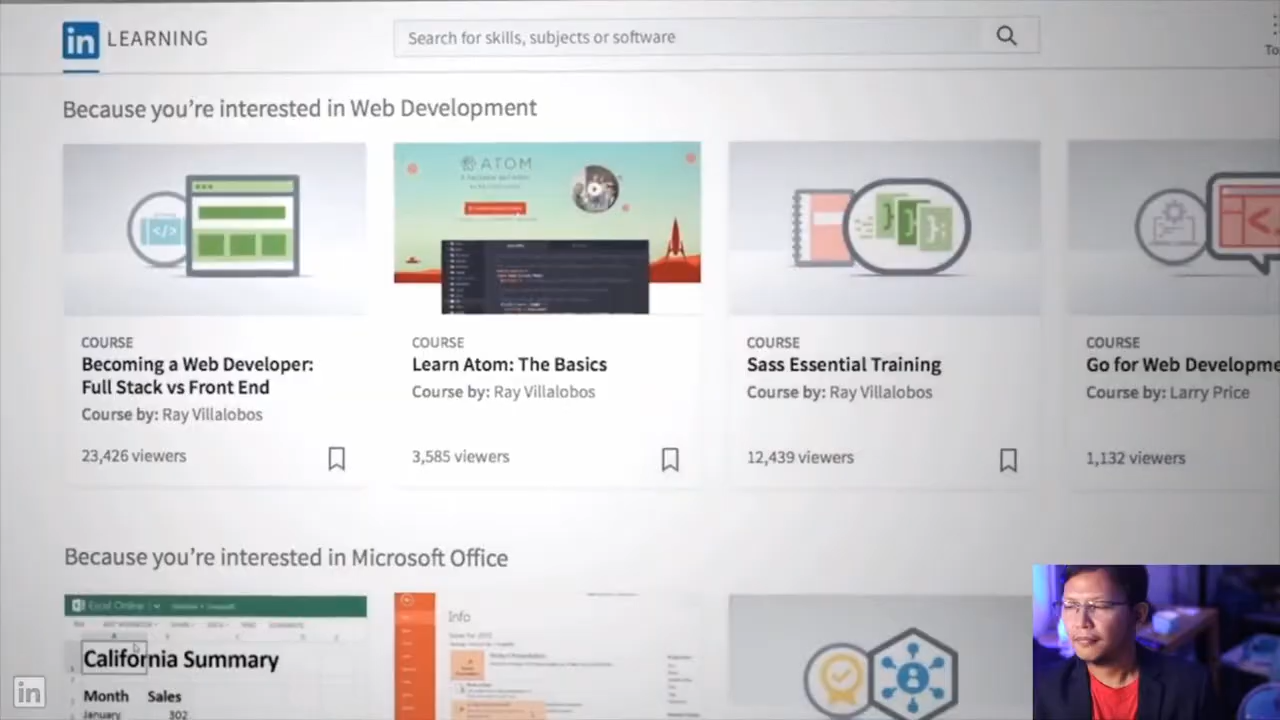 in LEARNING
Search for skills, subjects or software
To
Because you're interested in Web Development
ATOM
COURSE
Becoming a Web Developer:
Full Stack vs Front End
Course by: Ray Villalobos
23,426 viewers
COURSE
Learn Atom: The Basics
Course by: Ray Villalobos
3,585 viewers
COURSE
Sass Essential Training
Course by: Ray Villalobos
12,439 viewers
COURSE
Go for Web Developme
Course by: Larry Price
1,132 viewers
Because you're interested in Microsoft Office
Excel Online
California Summary
Month Sales
January 302
Info
in